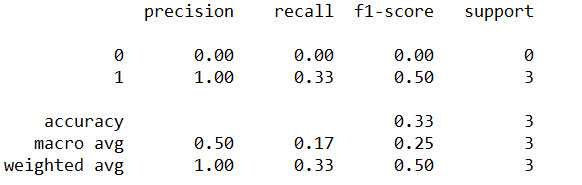 precision recall f1-score support
0 0.00 0.00 0.00 0
1 1.00 0.33 0.50 3
accuracy 0.33 3
macro avg 0.50 0.17 0.25 3
weighted avg 1.00 0.33 0.50 3